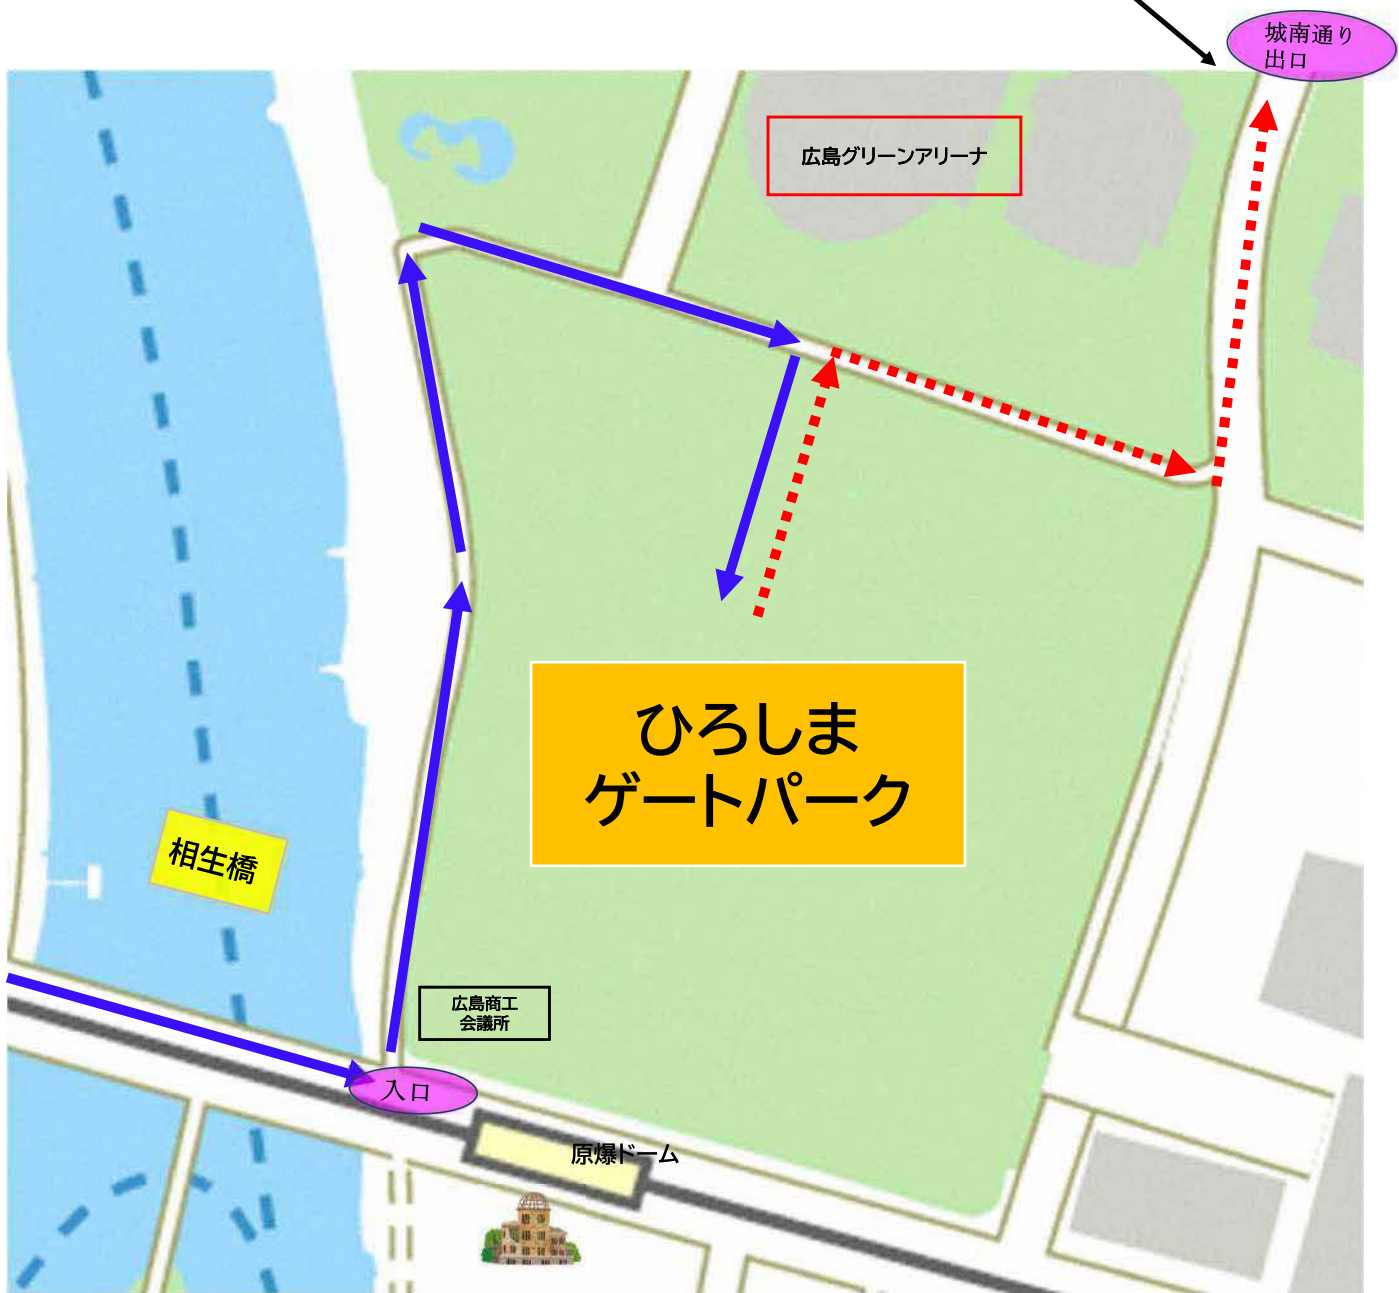 城南通り
出口
広島グリーンアリーナ
ひろしま
ゲートパーク
相生橋
広島商工
会議所
入口
原爆ドーム